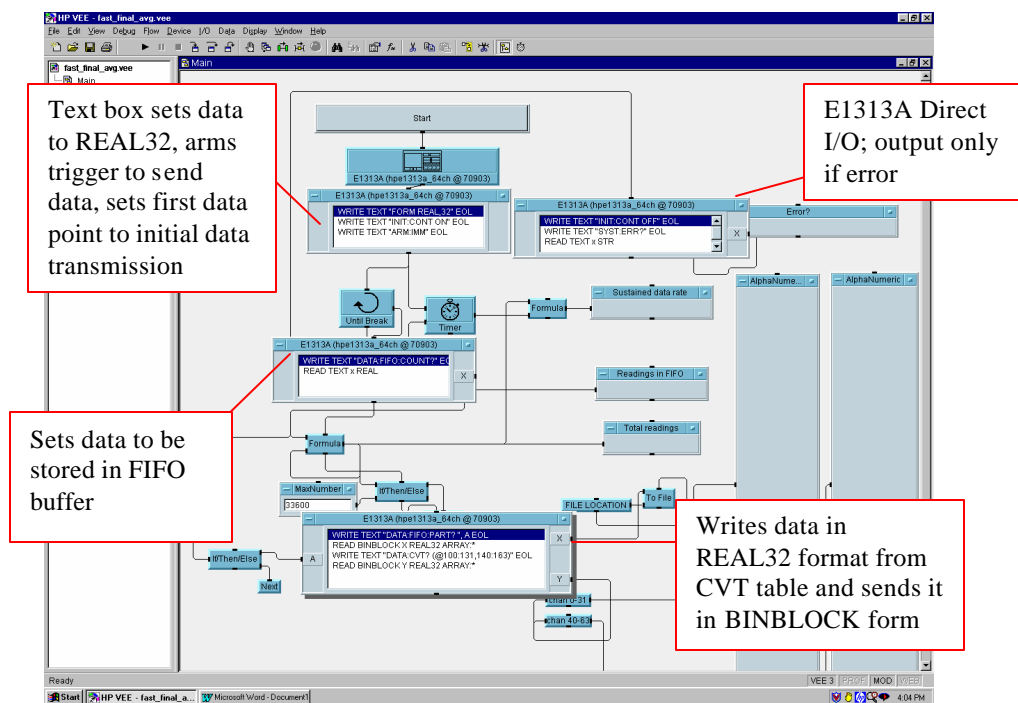 HP VEE - fast_final_avg.vee
File Edit View Debug Flow Device I/O Data Display Window Help
fast_final_avg.vee
Main
Main
Text box sets data
to REAL32, arms
trigger to send
data, sets first data
point to initial data
transmission
E1313A Direct
I/O; output only
if error
Start
E1313A (hpe1313a_64ch @ 70903)
E1313A (hpe1313a_64ch @ 70903)
WRITE TEXT "FORM REAL,32" EOL
WRITE TEXT "INIT:CONT ON" EOL
WRITE TEXT "ARM:IMM" EOL
E1313A (hpe1313a_64ch @ 70903)
WRITE TEXT "INIT:CONT OFF" EOL
WRITE TEXT "SYST:ERR?" EOL
READ TEXT x STR
X
Error?
AlphaNume...
AlphaNumeric
Until Break
Timer
Formula
Sustained data rate
E1313A (hpe1313a_64ch @ 70903)
WRITE TEXT "DATA:FIFO:COUNT?" EO
READ TEXT x REAL
X
Readings in FIFO
Total readings
Sets data to be
stored in FIFO
buffer
Formula
MaxNumber
33600
If/Then/Else
FILE LOCATION
To File
E1313A (hpe1313a_64ch @ 70903)
WRITE TEXT "DATA:FIFO:PART? ", A EOL
READ BINBLOCK X REAL32 ARRAY:*
WRITE TEXT "DATA:CVT? (@100:131,140:163)" EOL
READ BINBLOCK Y REAL32 ARRAY:*
A
X
Y
If/Then/Else
Next
chan 0-31
chan 40-63
Writes data in
REAL32 format from
CVT table and sends it
in BINBLOCK form
Ready
VEE 3 PROF MOD WEB
Start HP VEE - fast_final_a... Microsoft Word - Document1 4:04 PM